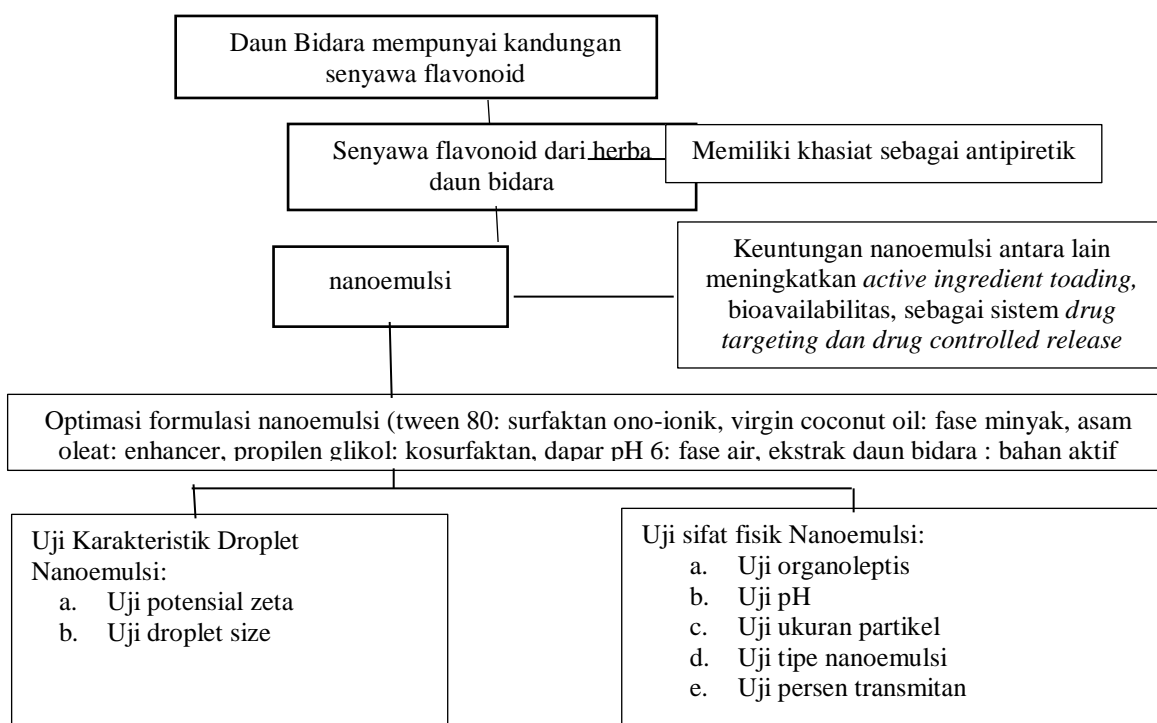 Daun Bidara mempunyai kandungan
senyawa flavonoid
Senyawa flavonoid dari herba
daun bidara
Memiliki khasiat sebagai antipiretik
nanoemulsi
Keuntungan nanoemulsi antara lain
meningkatkan active ingredient toading,
bioavailabilitas, sebagai sistem drug
targeting dan drug controlled release
Optimasi formulasi nanoemulsi (tween 80: surfaktan ono-ionik, virgin coconut oil: fase minyak, asam
oleat: enhancer, propilen glikol: kosurfaktan, dapar pH 6: fase air, ekstrak daun bidara : bahan aktif
Uji Karakteristik Droplet
Nanoemulsi:
a. Uji potensial zeta
b. Uji droplet size
Uji sifat fisik Nanoemulsi:
a. Uji organoleptis
b. Uji pH
c. Uji ukuran partikel
d. Uji tipe nanoemulsi
e. Uji persen transmitan